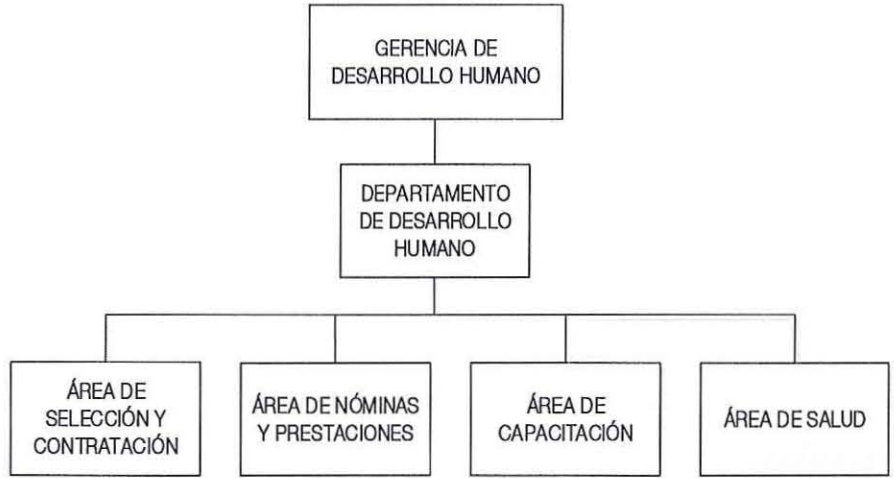 GERENCIA DE
DESARROLLO HUMANO
DEPARTAMENTO
DE DESARROLLO
HUMANO
ÁREA DE
SELECCIÓN Y
CONTRATACIÓN
ÁREA DE NÓMINAS
Y PRESTACIONES
ÁREA DE
CAPACITACIÓN
ÁREA DE SALUD